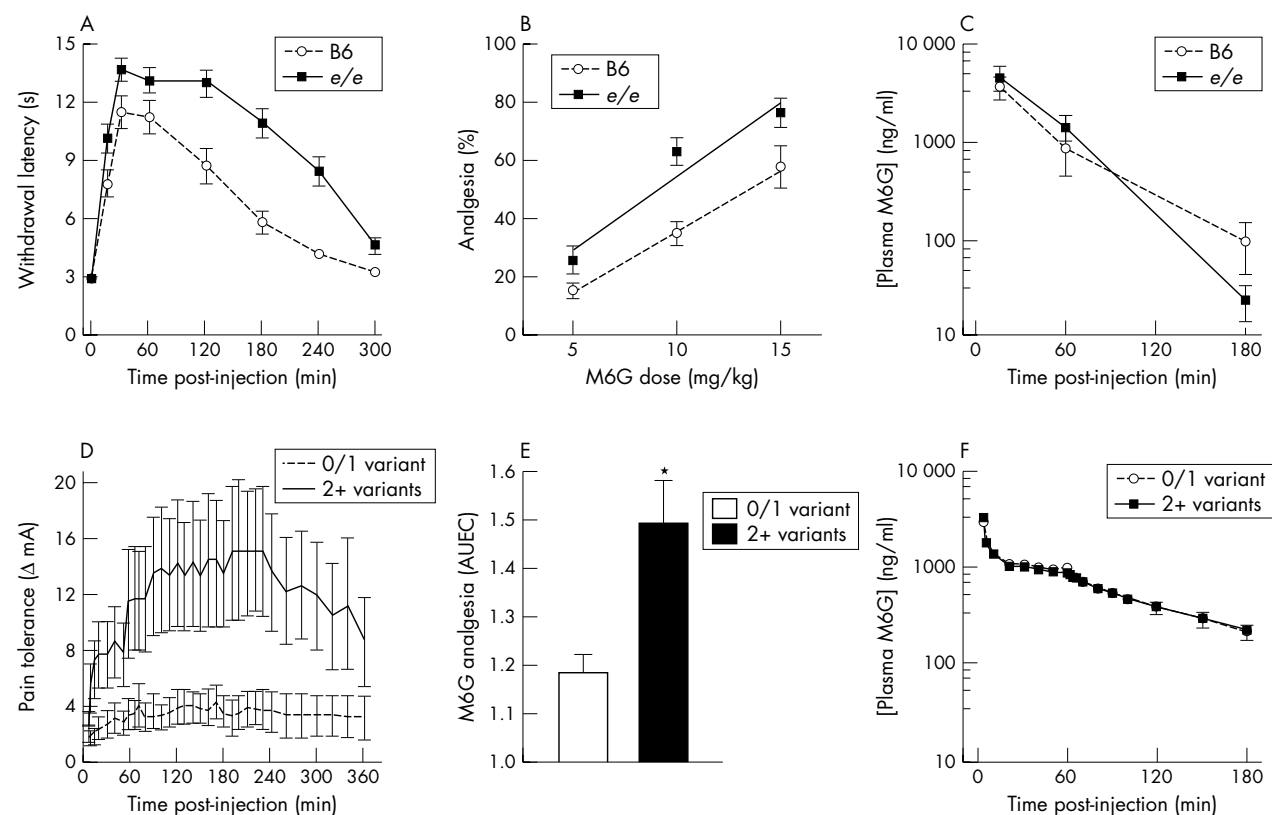 A
15
12
9
6
3
0
0 60 120 180 240 300
Withdrawal latency (s)
Time post-injection (min)
B6
e/e
B
100
80
60
40
20
0
5 10 15
Analgesia (%)
M6G dose (mg/kg)
B6
e/e
C
10 000
1000
100
10
0 60 120 180
[Plasma M6G] (ng/ml)
Time post-injection (min)
B6
e/e
D
20
16
12
8
4
0
0 60 120 180 240 300 360
Pain tolerance (Δ mA)
Time post-injection (min)
0/1 variant
2+ variants
E
1.6
1.5
1.4
1.3
1.2
1.1
1.0
M6G analgesia (AUEC)
*
0/1 variant
2+ variants
F
10 000
1000
100
10
0 60 120 180
[Plasma M6G] (ng/ml)
Time post-injection (min)
0/1 variant
2+ variants